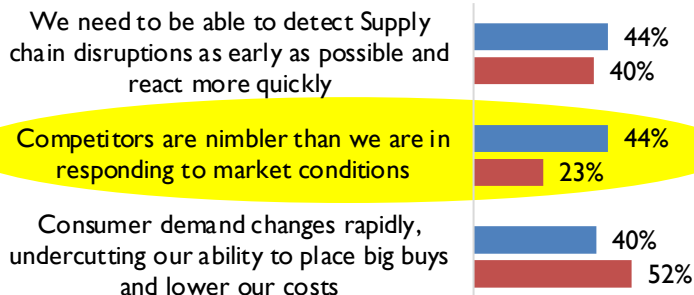 We need to be able to detect Supply
chain disruptions as early as possible and
react more quickly
44%
40%
Competitors are nimbler than we are in
responding to market conditions
44%
23%
Consumer demand changes rapidly,
undercutting our ability to place big buys
and lower our costs
40%
52%